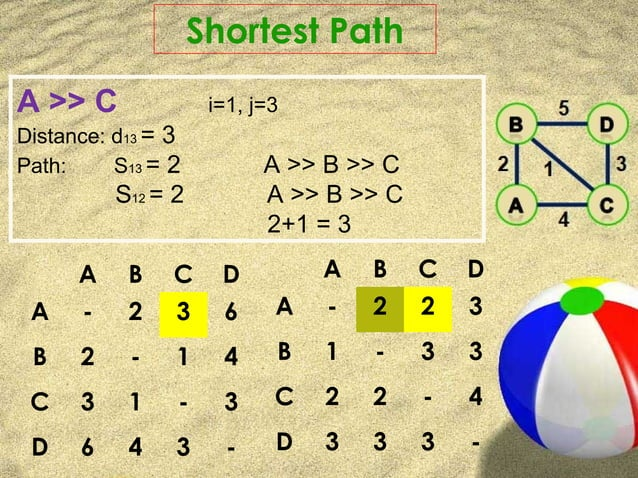 Shortest Path
A >> C i=1, j=3
Distance: d13 = 3
Path: S13 = 2 A >> B >> C
S12 = 2 A >> B >> C
2+1 = 3
B 5 D
2 1 3
A 4 C
A B C D
A - 2 3 6
B 2 - 1 4
C 3 1 - 3
D 6 4 3 -
A B C D
A - 2 2 3
B 1 - 3 3
C 2 2 - 4
D 3 3 3 -